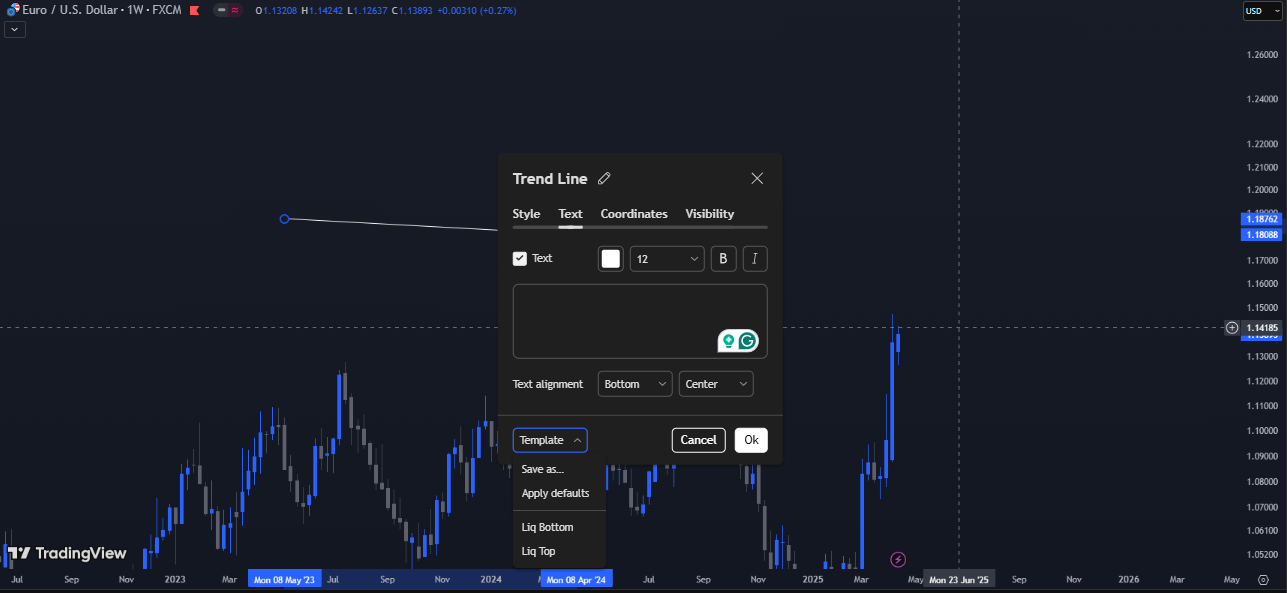 Euro / U.S. Dollar · 1W · FXCM O1.13208 H1.14242 L1.12637 C1.13893 +0.00310 (+0.27%)
USD
1.26000
1.24000
1.22000
1.21000
1.20000
1.18762
1.18088
1.17000
1.16000
1.15000
1.14185
1.13000
1.12000
1.11000
1.10000
1.09000
1.08000
1.07000
1.06100
1.05200
Trend Line
Style Text Coordinates Visibility
Text 12 B I
Text alignment Bottom Center
Template Cancel Ok
Save as...
Apply defaults
Liq Bottom
Liq Top
TradingView
Jul Sep Nov 2023 Mar Mon 08 May '23 Jul Sep Nov 2024 Mon 08 Apr '24 Jul Sep Nov 2025 Mar May Mon 23 Jun '25 Sep Nov 2026 Mar May